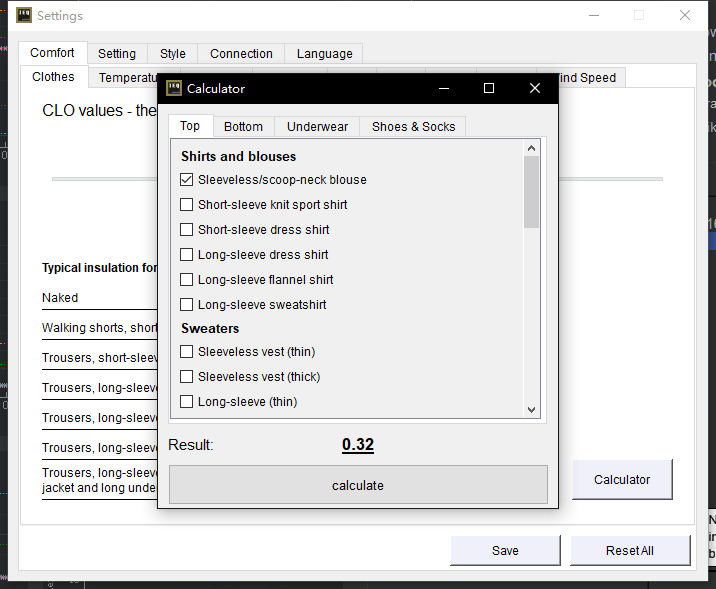 Settings
Comfort Setting Style Connection Language
Clothes Temperatu ind Speed
CLO values - the
Typical insulation for
Naked
Walking shorts, short
Trousers, short-sleev
Trousers, long-sleeve
Trousers, long-sleeve
Trousers, long-sleeve
Trousers, long-sleeve
jacket and long unde
Calculator
Save Reset All
IEQ Calculator
Top Bottom Underwear Shoes & Socks
Shirts and blouses
Sleeveless/scoop-neck blouse
Short-sleeve knit sport shirt
Short-sleeve dress shirt
Long-sleeve dress shirt
Long-sleeve flannel shirt
Long-sleeve sweatshirt
Sweaters
Sleeveless vest (thin)
Sleeveless vest (thick)
Long-sleeve (thin)
Result: 0.32
calculate